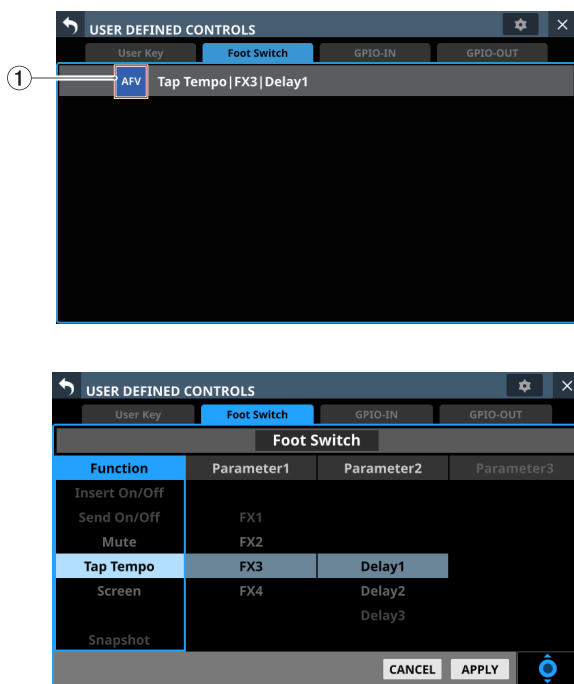 USER DEFINED CONTROLS
User Key Foot Switch GPIO-IN GPIO-OUT
1 AFV Tap Tempo|FX3|Delay1
USER DEFINED CONTROLS
User Key Foot Switch GPIO-IN GPIO-OUT
Foot Switch
Function Parameter1 Parameter2 Parameter3
Insert On/Off
Send On/Off FX1
Mute FX2
Tap Tempo FX3 Delay1
Screen FX4 Delay2
Delay3
Snapshot
CANCEL APPLY